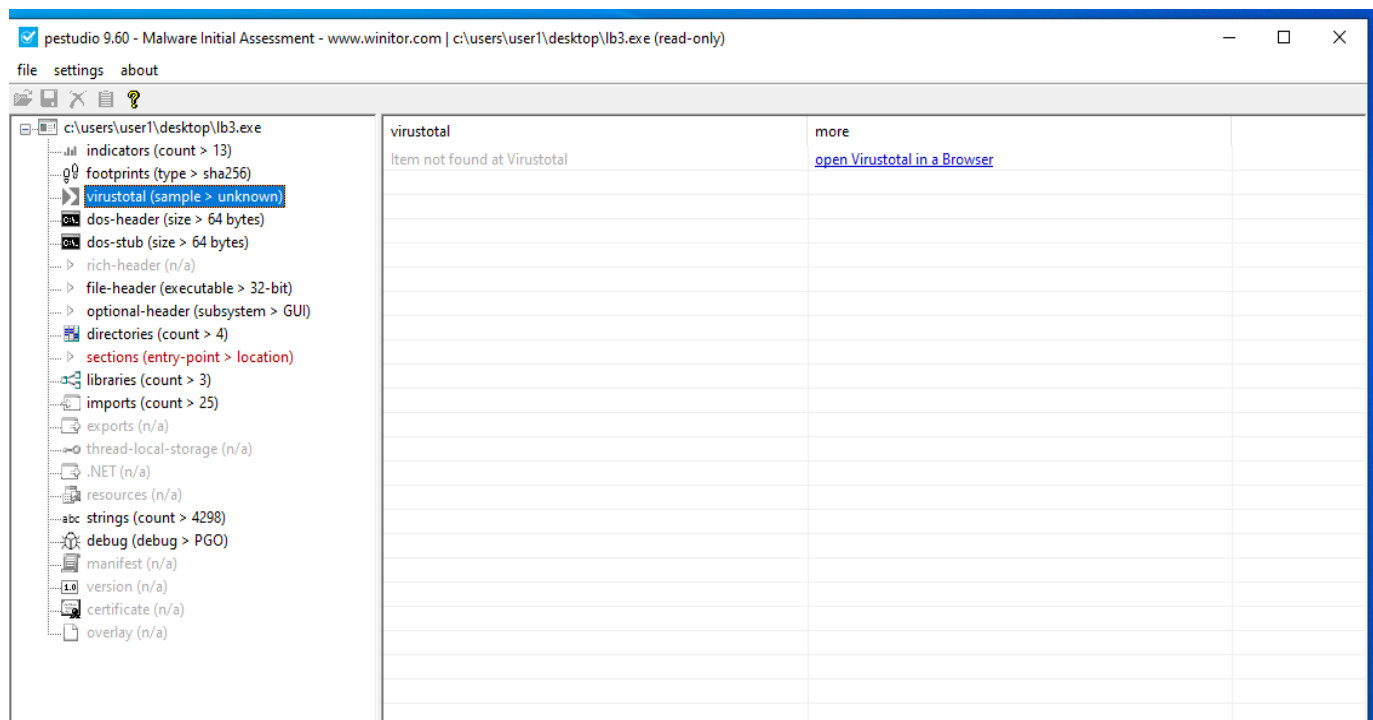 pestudio 9.60 - Malware Initial Assessment - www.winitor.com | c:\users\user1\desktop\lb3.exe (read-only)
file settings about
c:\users\user1\desktop\lb3.exe
indicators (count > 13)
footprints (type > sha256)
virustotal (sample > unknown)
dos-header (size > 64 bytes)
dos-stub (size > 64 bytes)
rich-header (n/a)
file-header (executable > 32-bit)
optional-header (subsystem > GUI)
directories (count > 4)
sections (entry-point > location)
libraries (count > 3)
imports (count > 25)
exports (n/a)
thread-local-storage (n/a)
.NET (n/a)
resources (n/a)
abc strings (count > 4298)
debug (debug > PGO)
manifest (n/a)
1.0 version (n/a)
certificate (n/a)
overlay (n/a)
virustotal more
Item not found at Virustotal open Virustotal in a Browser